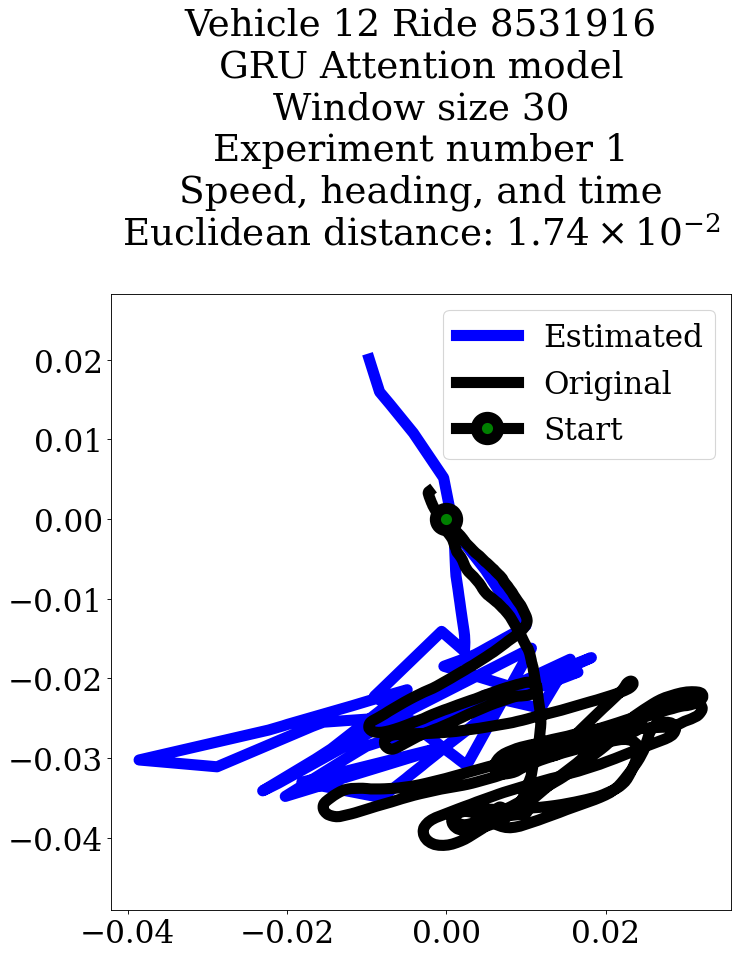 Vehicle 12 Ride 8531916
GRU Attention model
Window size 30
Experiment number 1
Speed, heading, and time
Euclidean distance: 1.74 × 10⁻²
Estimated
Original
Start
0.02
0.01
0.00
−0.01
−0.02
−0.03
−0.04
−0.04 −0.02 0.00 0.02